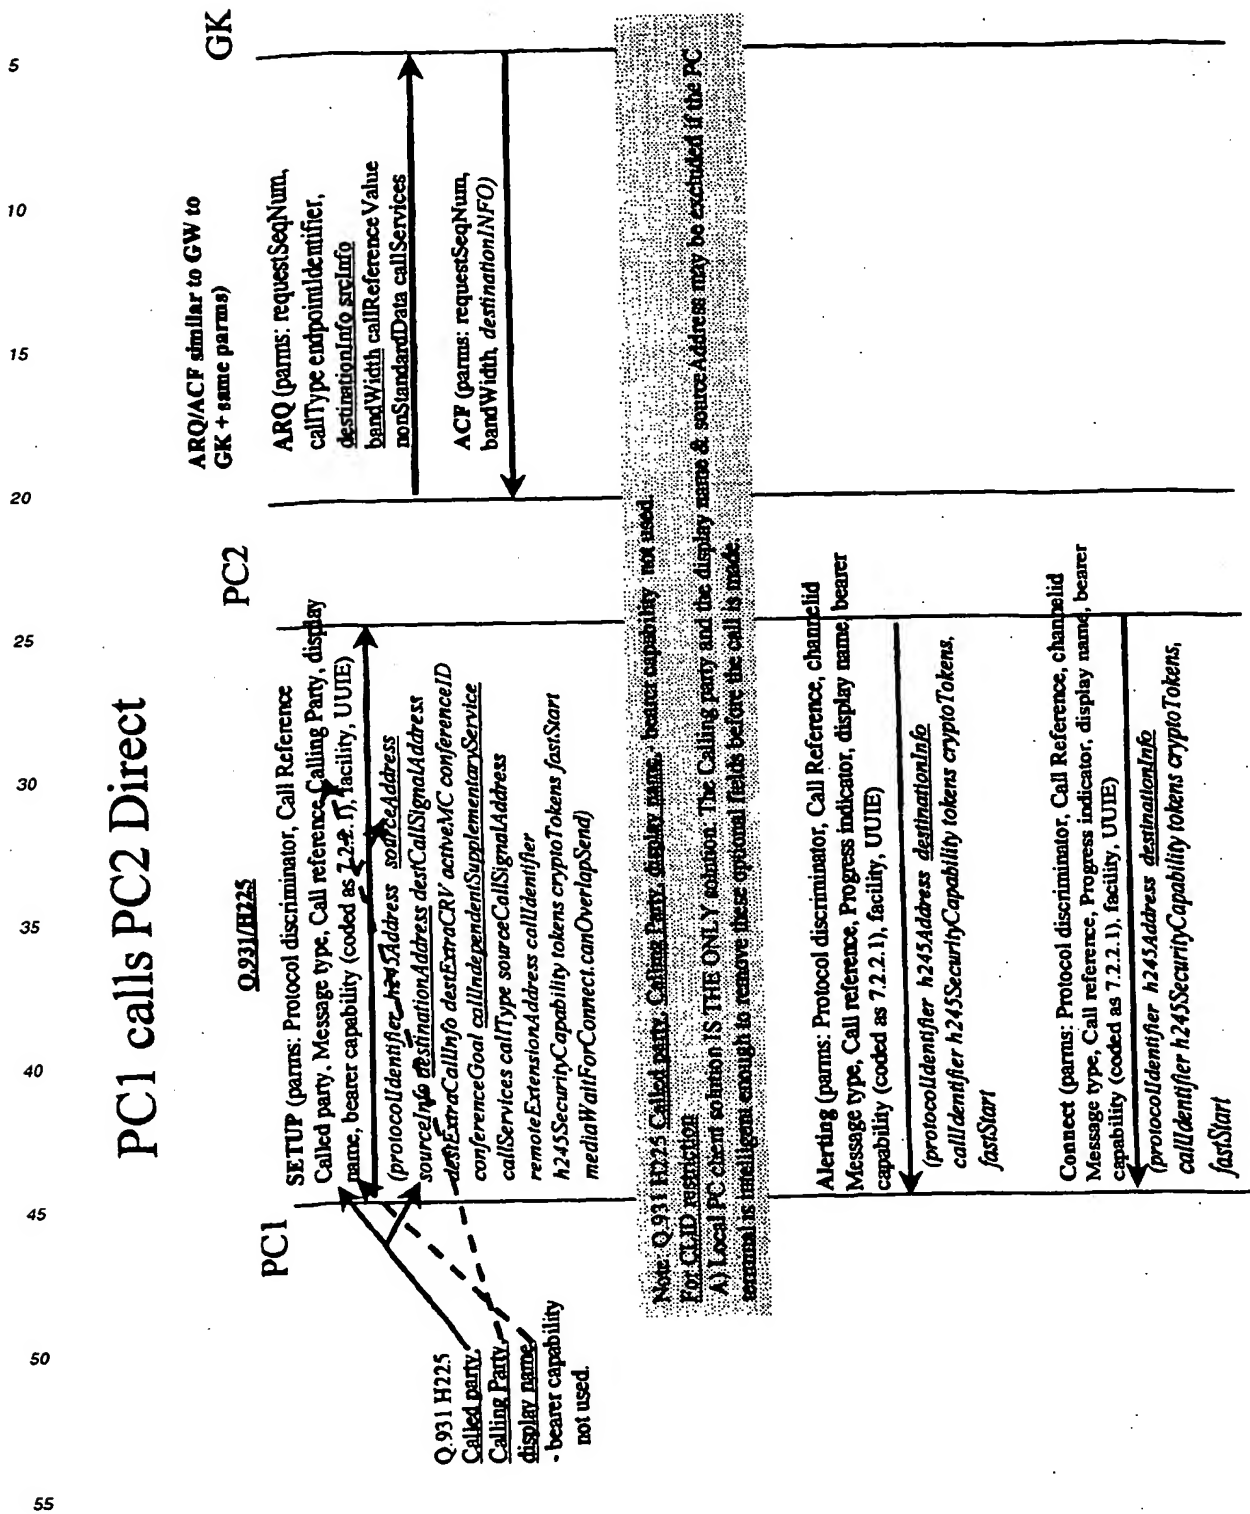 5
10
15
20
25
30
35
40
45
50
55
PC1 calls PC2 Direct
Q.931/H225
PC1
PC2
GK
Q.931 H225
Called party,
Calling Party,
display name,
- bearer capability
not used.
SETUP (parms: Protocol discriminator, Call Reference
Called party, Message type, Call reference, Calling Party, display
name, bearer capability (coded as 7.2.2.1), facility, UUIE)
(protocolIdentifier h245Address sourceAddress
sourceInfo destinationAddress destCallSignalAddress
destExtraCallInfo destExtraCRV activeMC conferenceID
conferenceGoal callIndependentSupplementaryService
callServices callType sourceCallSignalAddress
remoteExtensionAddress callIdentifier
h245SecurityCapability tokens cryptoTokens fastStart
mediaWaitForConnect.canOverlapSend)
ARQ/ACF similar to GW to
GK + same parms)
ARQ (parms: requestSeqNum,
callType endpointIdentifier,
destinationInfo srcInfo
bandWidth callReferenceValue
nonStandardData callServices
ACF (parms: requestSeqNum,
bandWidth, destinationINFO)
Note: Q.931 H225 Called party, Calling Party, display name, - bearer capability not used.
For CLID restriction
A) Local PC client solution IS THE ONLY solution: The Calling party and the display name & sourceAddress may be excluded if the PC
terminal is intelligent enough to remove these optional fields before the call is made.
Alerting (parms: Protocol discriminator, Call Reference, channelid
Message type, Call reference, Progress indicator, display name, bearer
capability (coded as 7.2.2.1), facility, UUIE)
(protocolIdentifier h245Address destinationInfo
callIdentifier h245SecurityCapability tokens cryptoTokens,
fastStart
Connect (parms: Protocol discriminator, Call Reference, channelid
Message type, Call reference, Progress indicator, display name, bearer
capability (coded as 7.2.2.1), facility, UUIE)
(protocolIdentifier h245Address destinationInfo
callIdentifier h245SecurityCapability tokens cryptoTokens,
fastStart